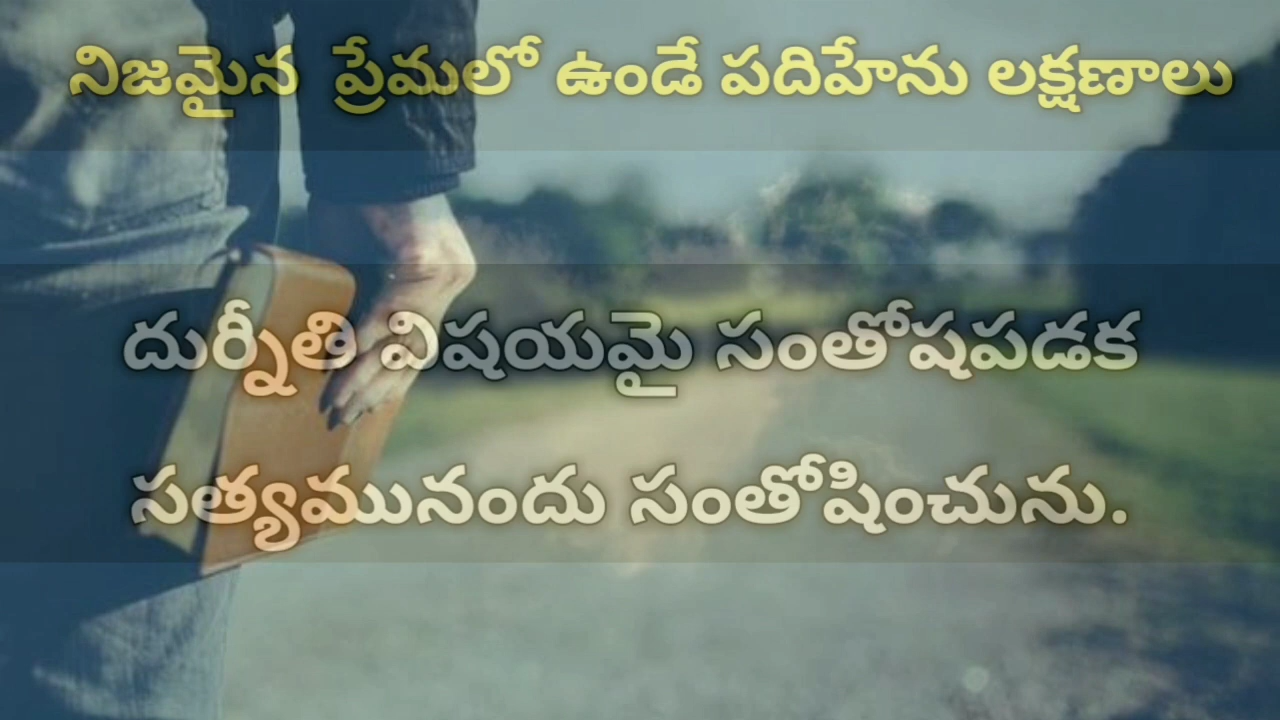 నిజమైన ప్రేమలో ఉండే పదిహేను లక్షణాలు
దుర్నీతి విషయమై సంతోషపడక
సత్యమునందు సంతోషించును.